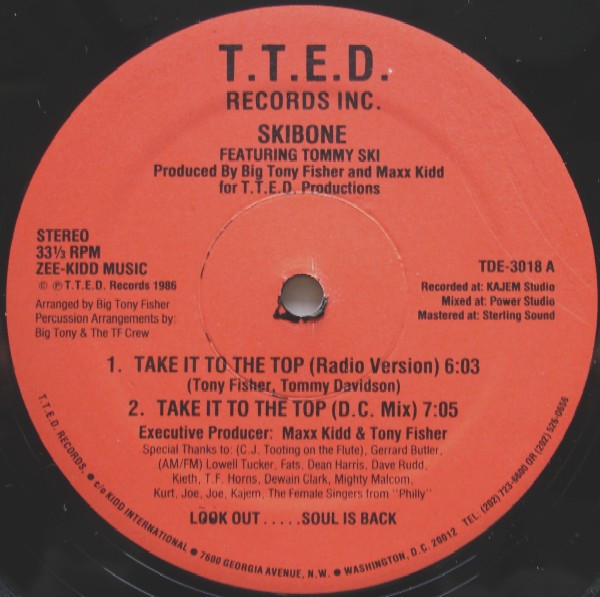 T.T.E.D.
RECORDS INC.
SKIBONE
FEATURING TOMMY SKI
Produced By Big Tony Fisher and Maxx Kidd
for T.T.E.D. Productions
STEREO
33⅓ RPM
ZEE-KIDD MUSIC
© ℗ T.T.E.D. Records 1986
Arranged by Big Tony Fisher
Percussion Arrangements by:
Big Tony & The TF Crew
TDE-3018 A
Recorded at: KAJEM Studio
Mixed at: Power Studio
Mastered at: Sterling Sound
1. TAKE IT TO THE TOP (Radio Version) 6:03
(Tony Fisher, Tommy Davidson)
2. TAKE IT TO THE TOP (D.C. Mix) 7:05
Executive Producer: Maxx Kidd & Tony Fisher
Special Thanks to: (C.J. Tooting on the Flute), Gerrard Butler,
(AM/FM) Lowell Tucker, Fats, Dean Harris, Dave Rudd,
Kieth, T.F. Horns, Dewain Clark, Mighty Malcom,
Kurt, Joe, Joe, Kajem, The Female Singers from "Philly"
LOOK OUT.....SOUL IS BACK
T.T.E.D. RECORDS, ● c/o KIDD INTERNATIONAL ● 7600 GEORGIA AVENUE, N.W. ● WASHINGTON, D.C. 20012 TEL. (202) 723-6600 OR (202) 526-0656